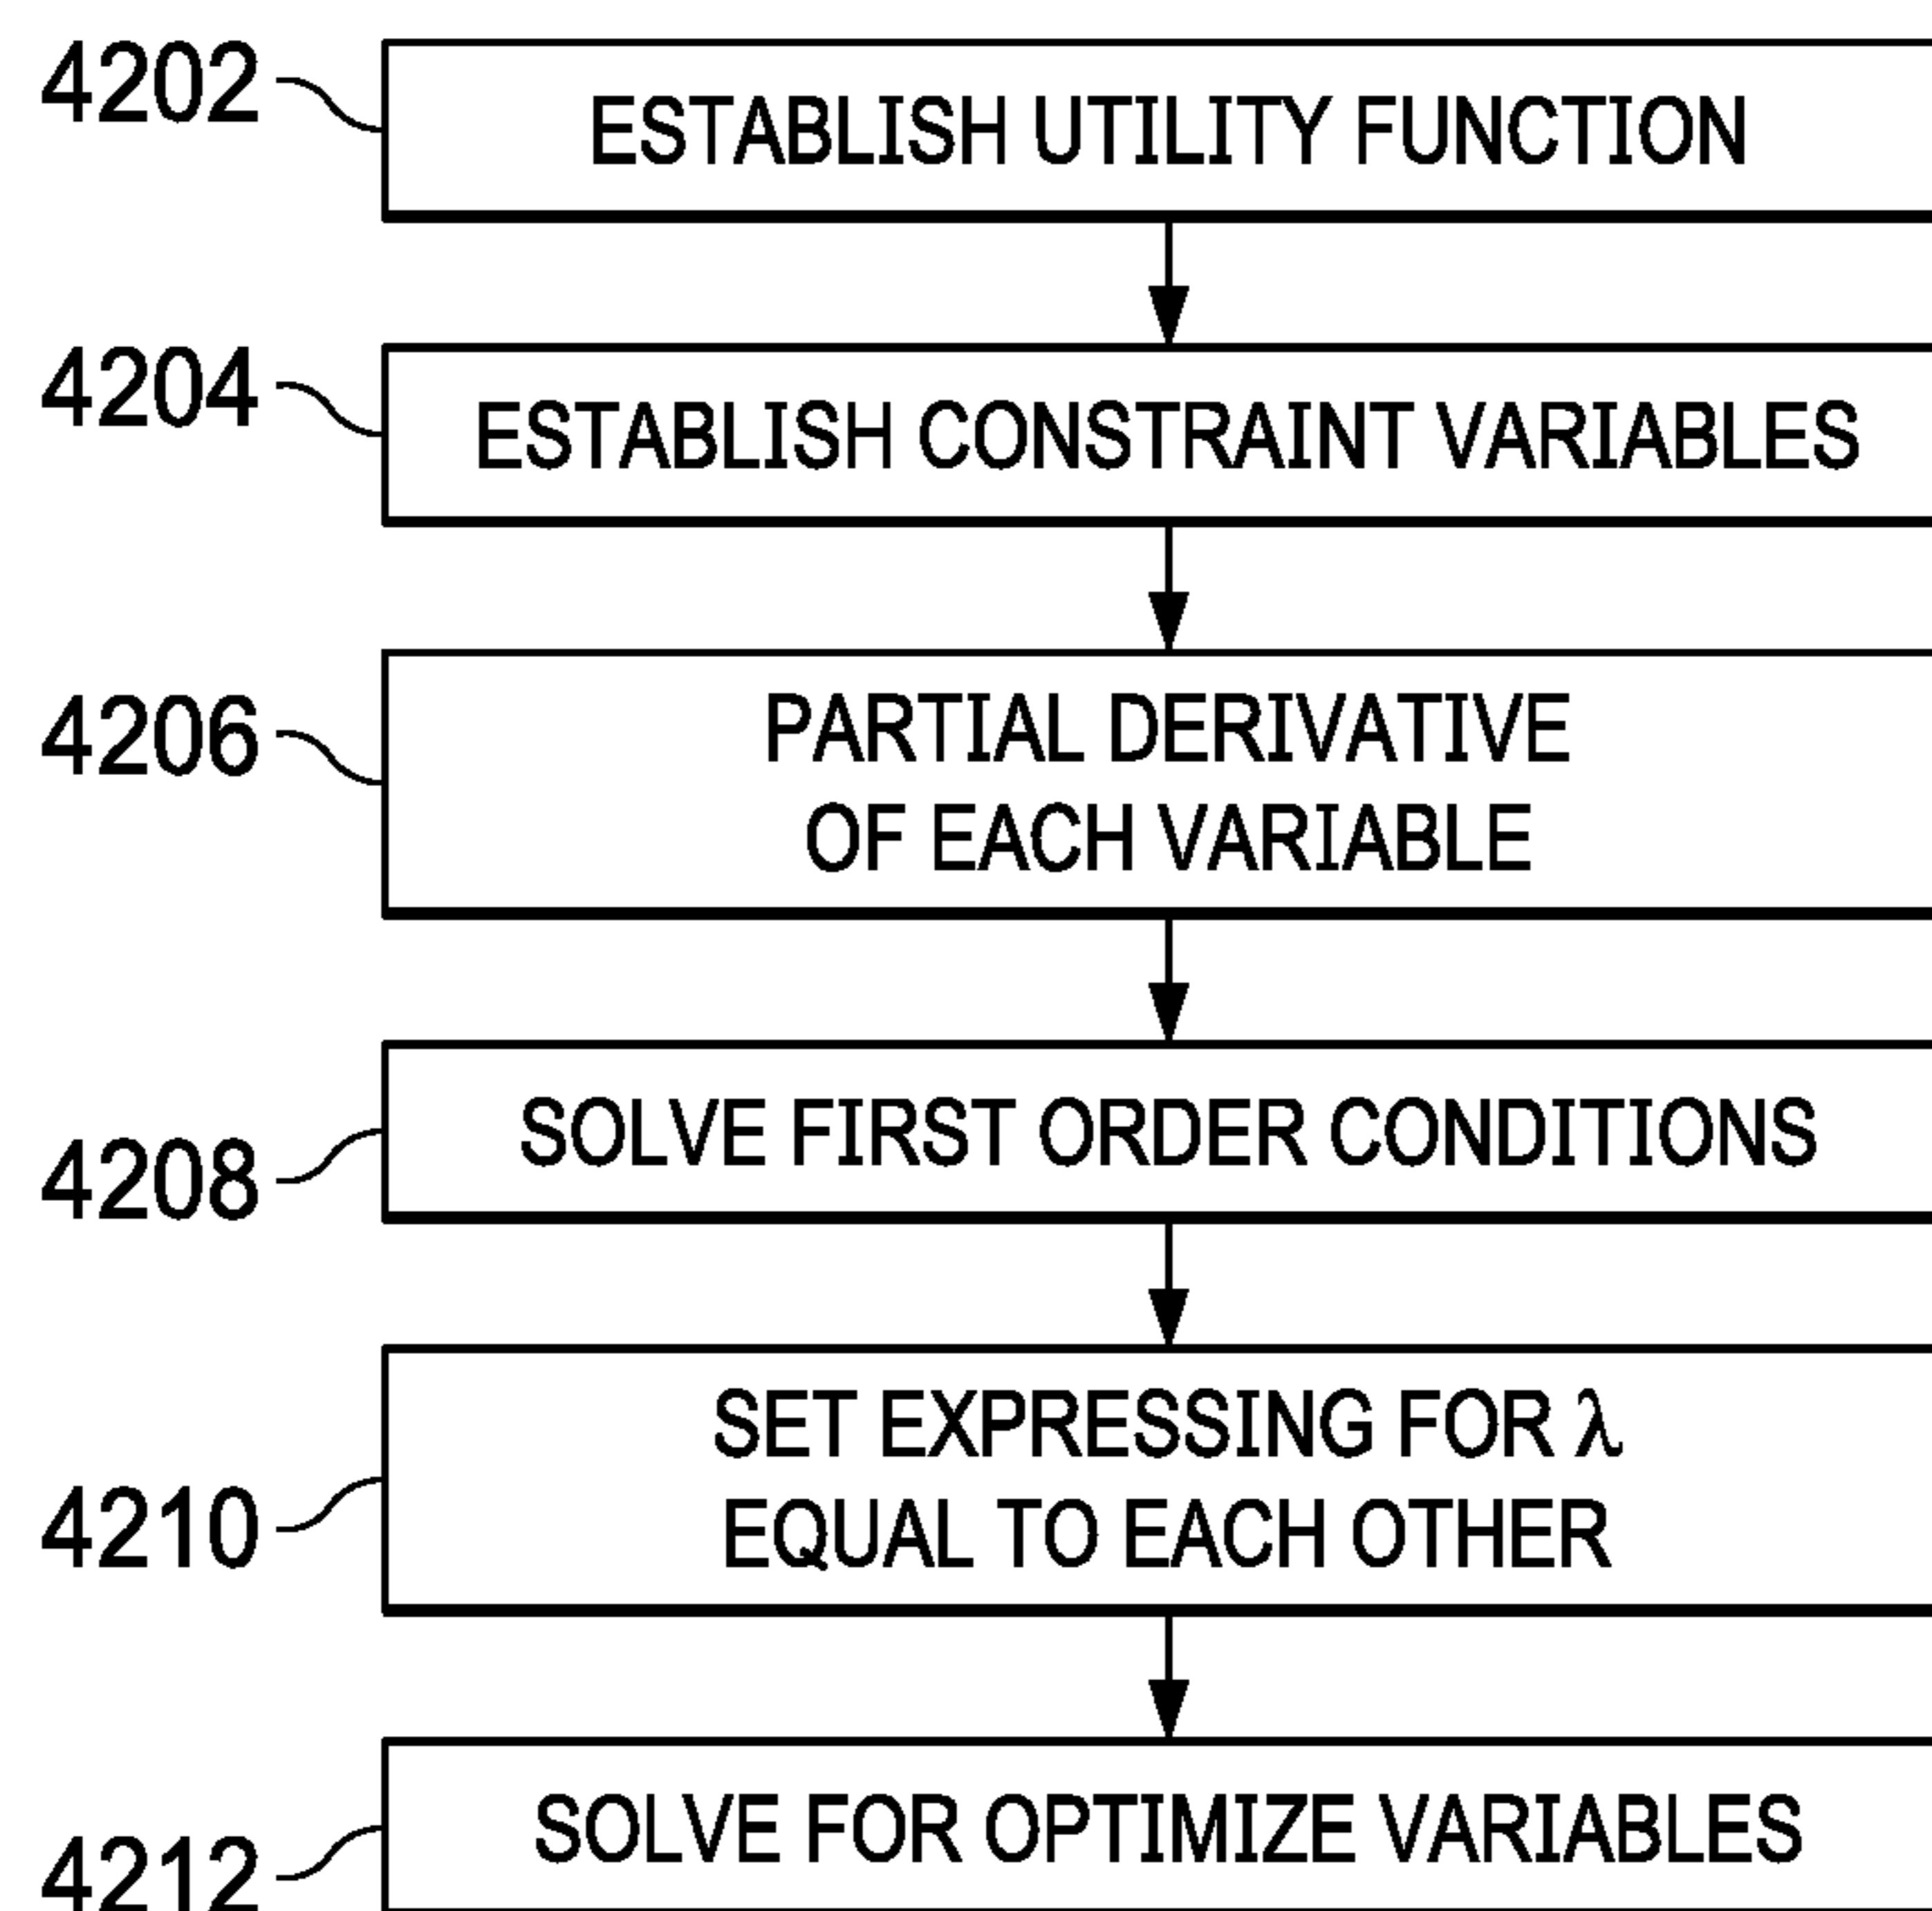 4202
ESTABLISH UTILITY FUNCTION
4204
ESTABLISH CONSTRAINT VARIABLES
4206
PARTIAL DERIVATIVE
OF EACH VARIABLE
4208
SOLVE FIRST ORDER CONDITIONS
4210
SET EXPRESSING FOR λ
EQUAL TO EACH OTHER
4212
SOLVE FOR OPTIMIZE VARIABLES